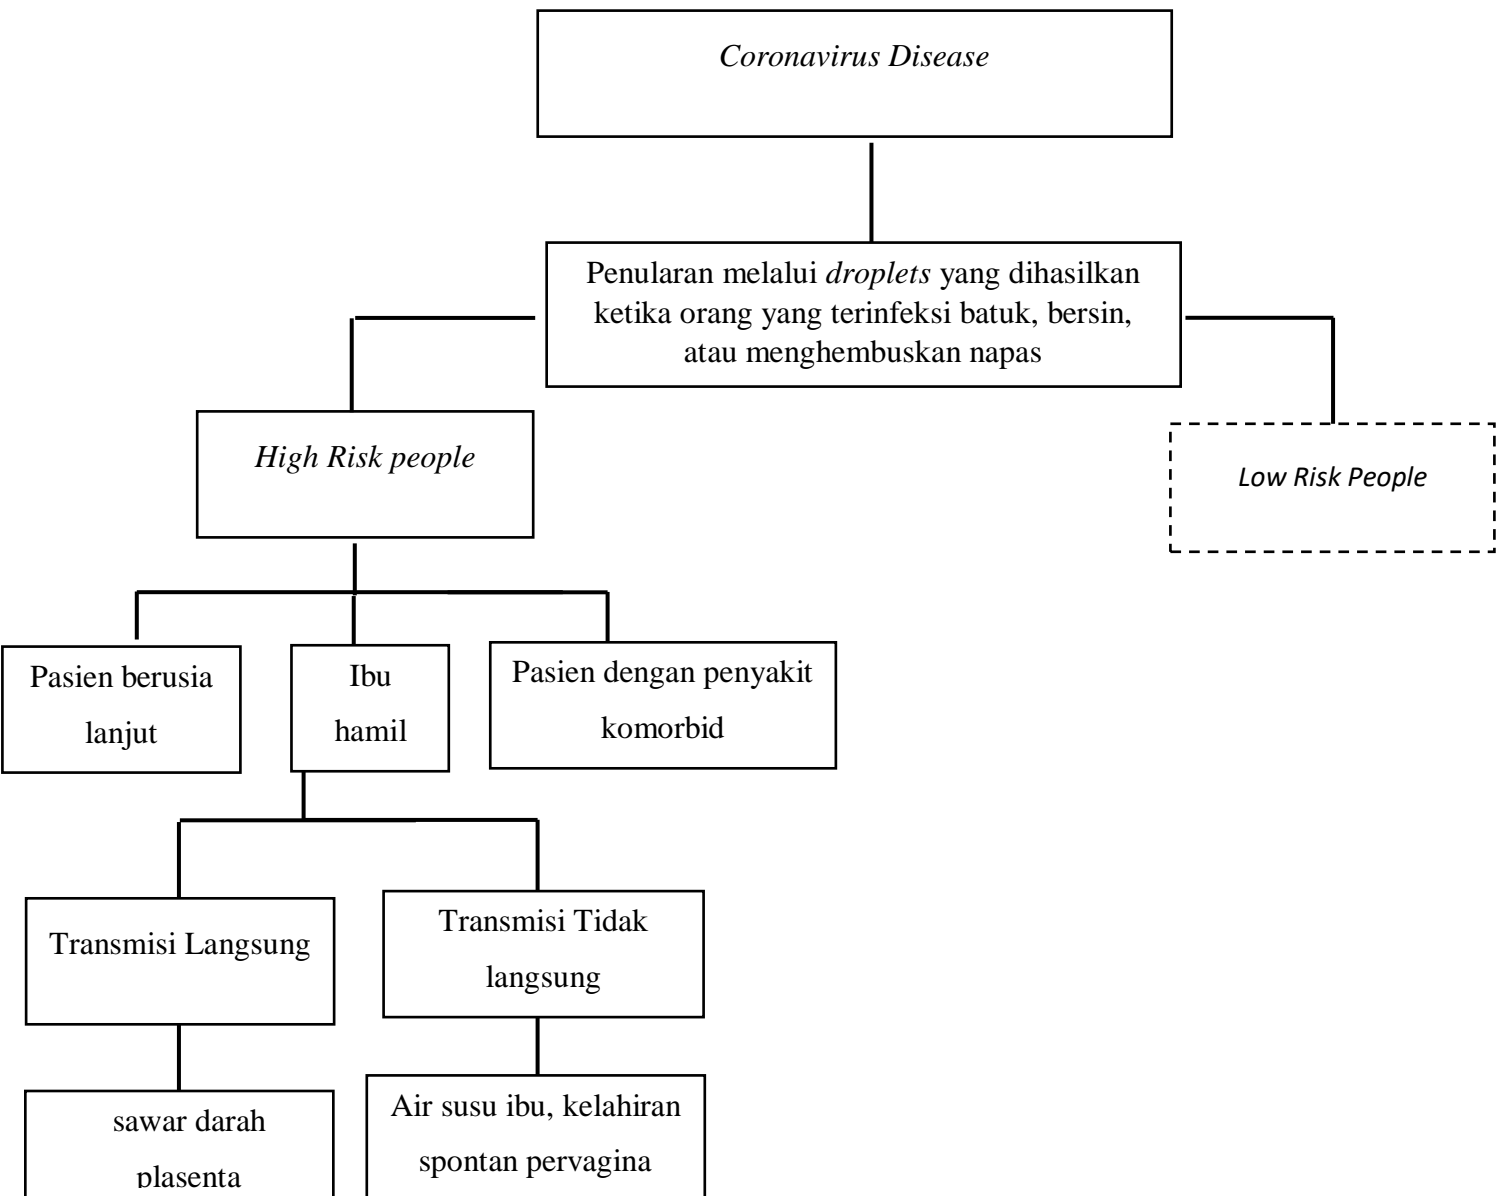 Coronavirus Disease
Penularan melalui droplets yang dihasilkan
ketika orang yang terinfeksi batuk, bersin,
atau menghembuskan napas
High Risk people
Low Risk People
Pasien berusia
lanjut
Ibu
hamil
Pasien dengan penyakit
komorbid
Transmisi Langsung
Transmisi Tidak
langsung
sawar darah
plasenta
Air susu ibu, kelahiran
spontan pervagina